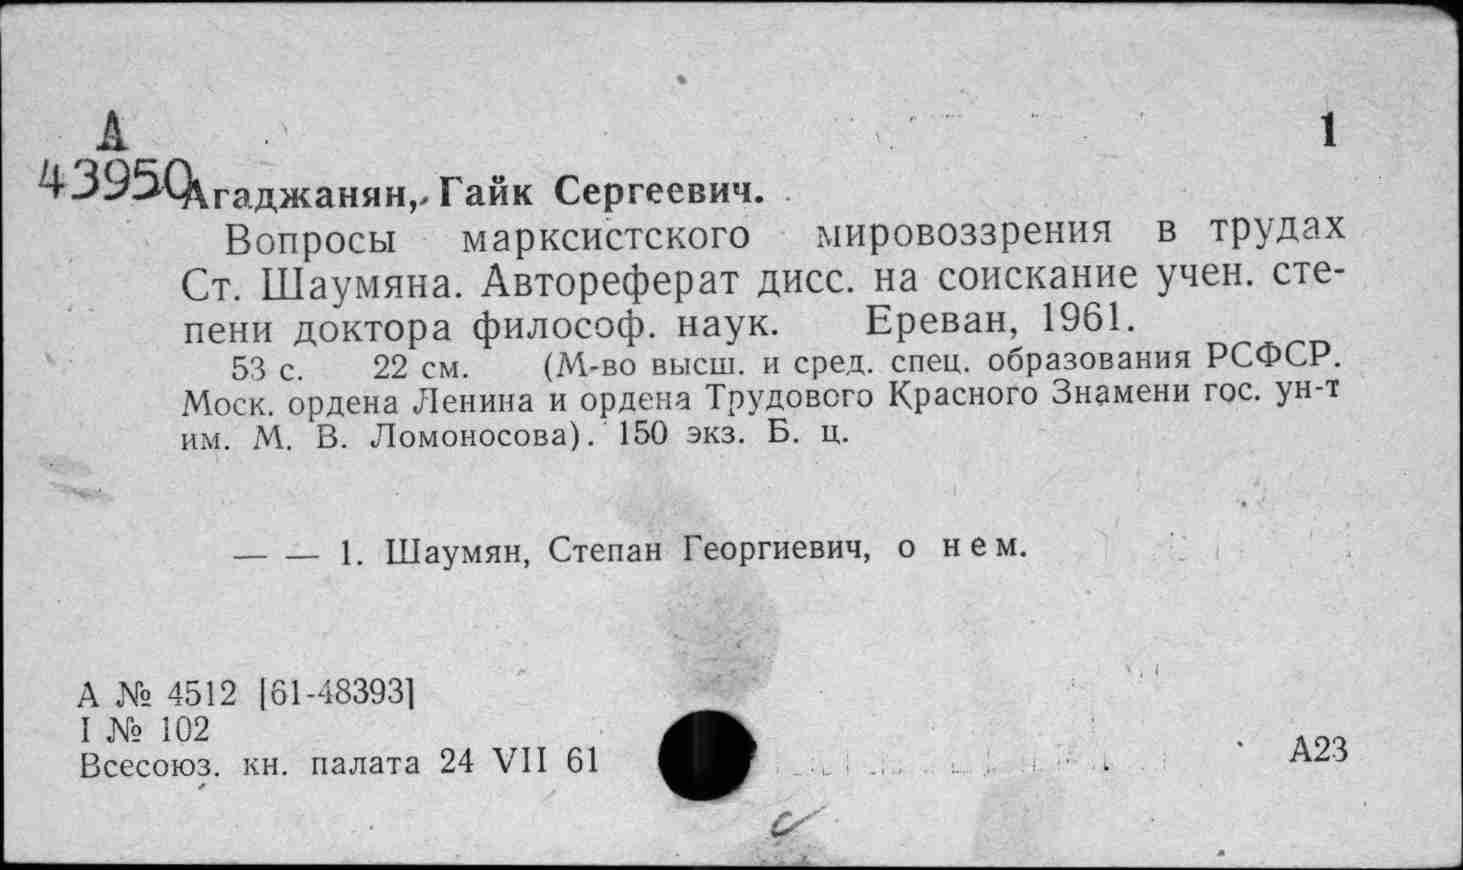 А 1
43950
Агаджанян, Гайк Сергеевич.
Вопросы марксистского мировоззрения в трудах
Ст. Шаумяна. Автореферат дисс. на соискание учен. сте-
пени доктора философ. наук. Ереван, 1961.
53 с. 22 см. (М-во высш. и сред. спец. образования РСФСР.
Моск. ордена Ленина и ордена Трудового Красного Знамени гос. ун-т
им. М. В. Ломоносова). 150 экз. Б. ц.
— — 1. Шаумян, Степан Георгиевич, о нем.
А № 4512 [61-48393]
I № 102
Всесоюз. кн. палата 24 VII 61
А23